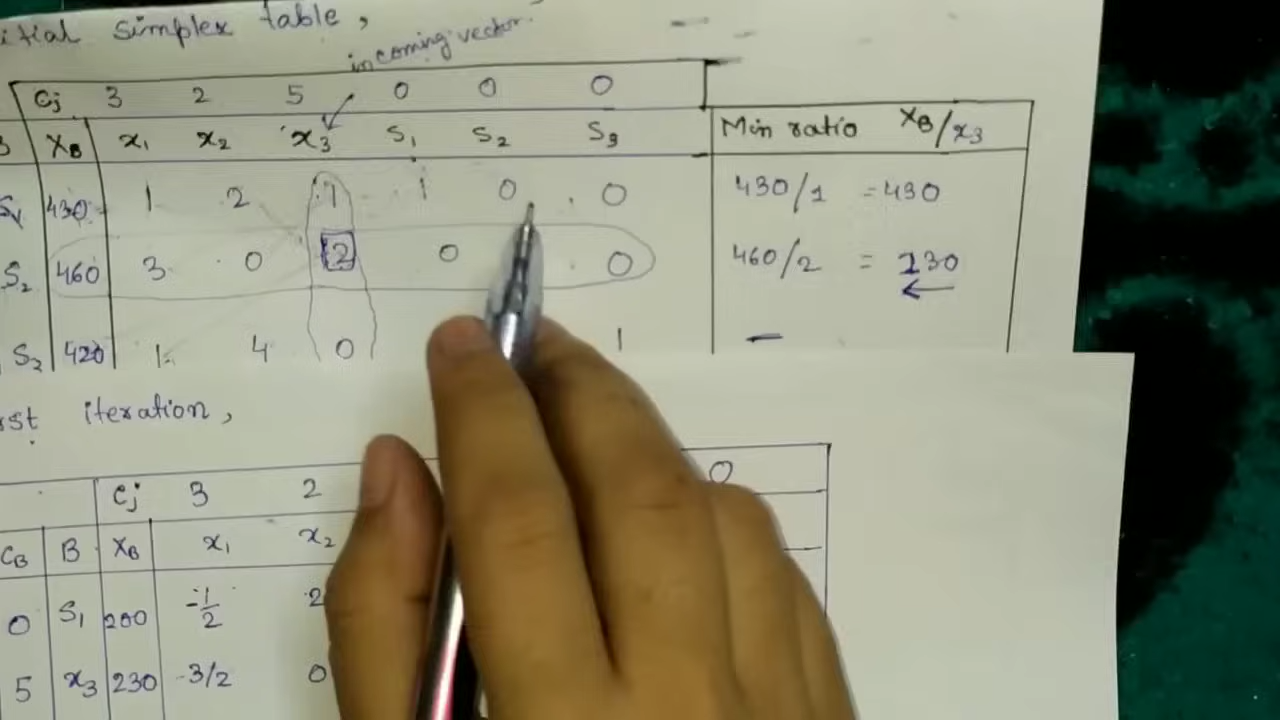 itial simplex table,
incoming vector.
Cj 3 2 5 0 0 0
B XB x1 x2 x3 S1 S2 S3 Min ratio XB/x3
S1 430 1 2 1 1 0 0 430/1 = 430
S2 460 3 0 2 0 0 460/2 = 230
S2 420 1 4 0 1 —
rst iteration,
Cj 3 2 0
CB B XB x1 x2
0 S1 200 -1/2 2
5 x3 230 3/2 0